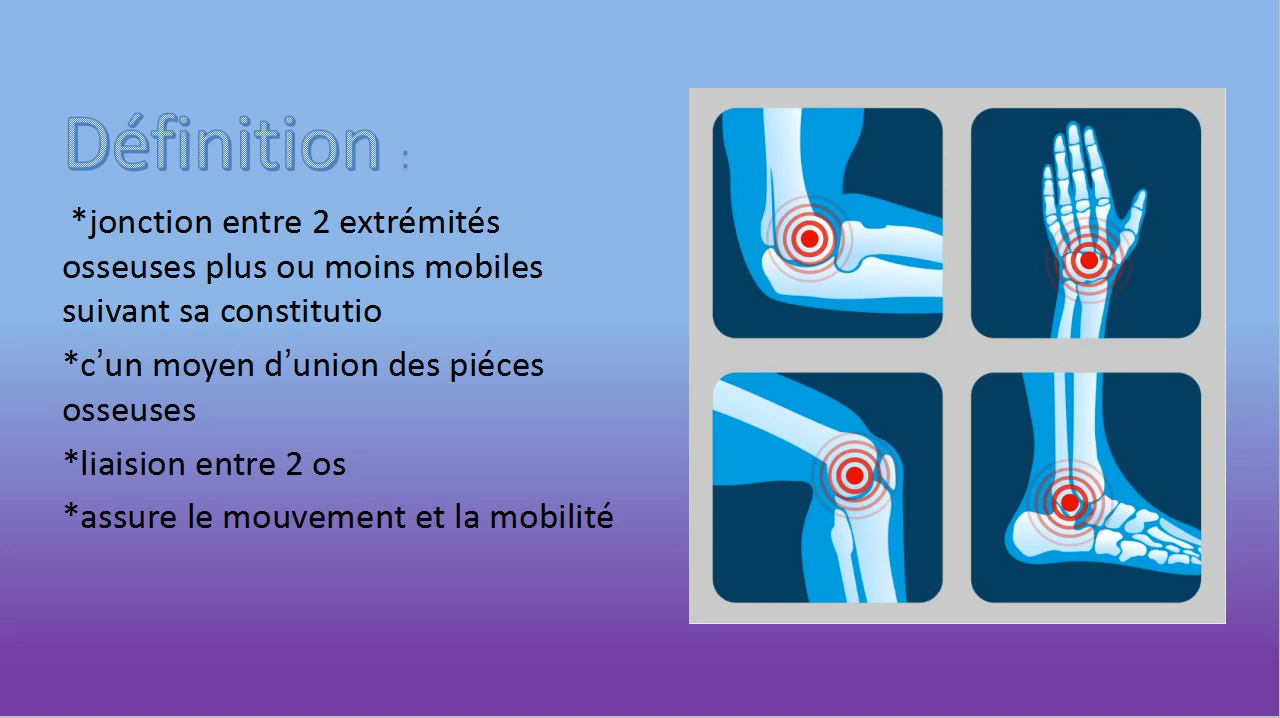 Définition :
*jonction entre 2 extrémités
osseuses plus ou moins mobiles
suivant sa constitutio
*c’un moyen d’union des piéces
osseuses
*liaision entre 2 os
*assure le mouvement et la mobilité